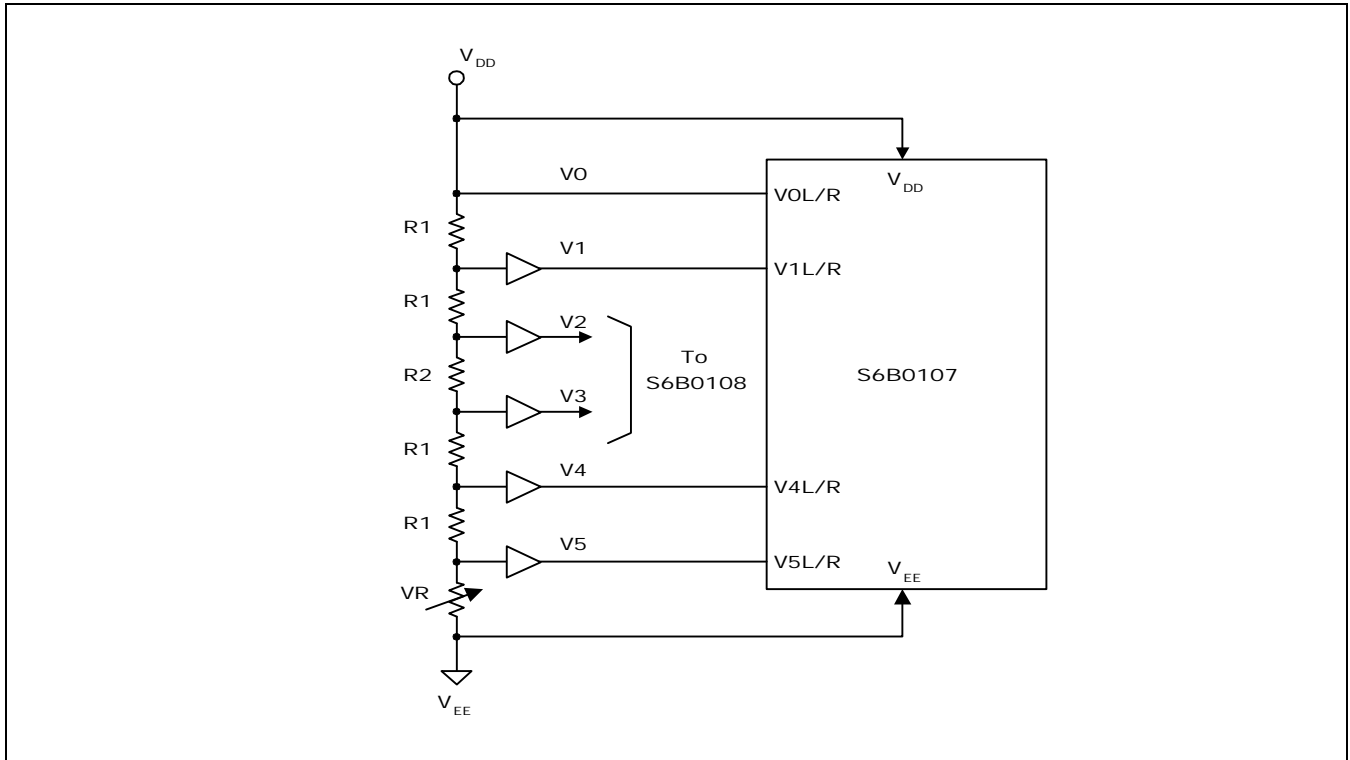 VDD
V0
V0L/R
VDD
R1
V1
V1L/R
R1
V2
To
S6B0108
R2
S6B0107
V3
R1
V4
V4L/R
R1
V5
V5L/R
VEE
VR
VEE